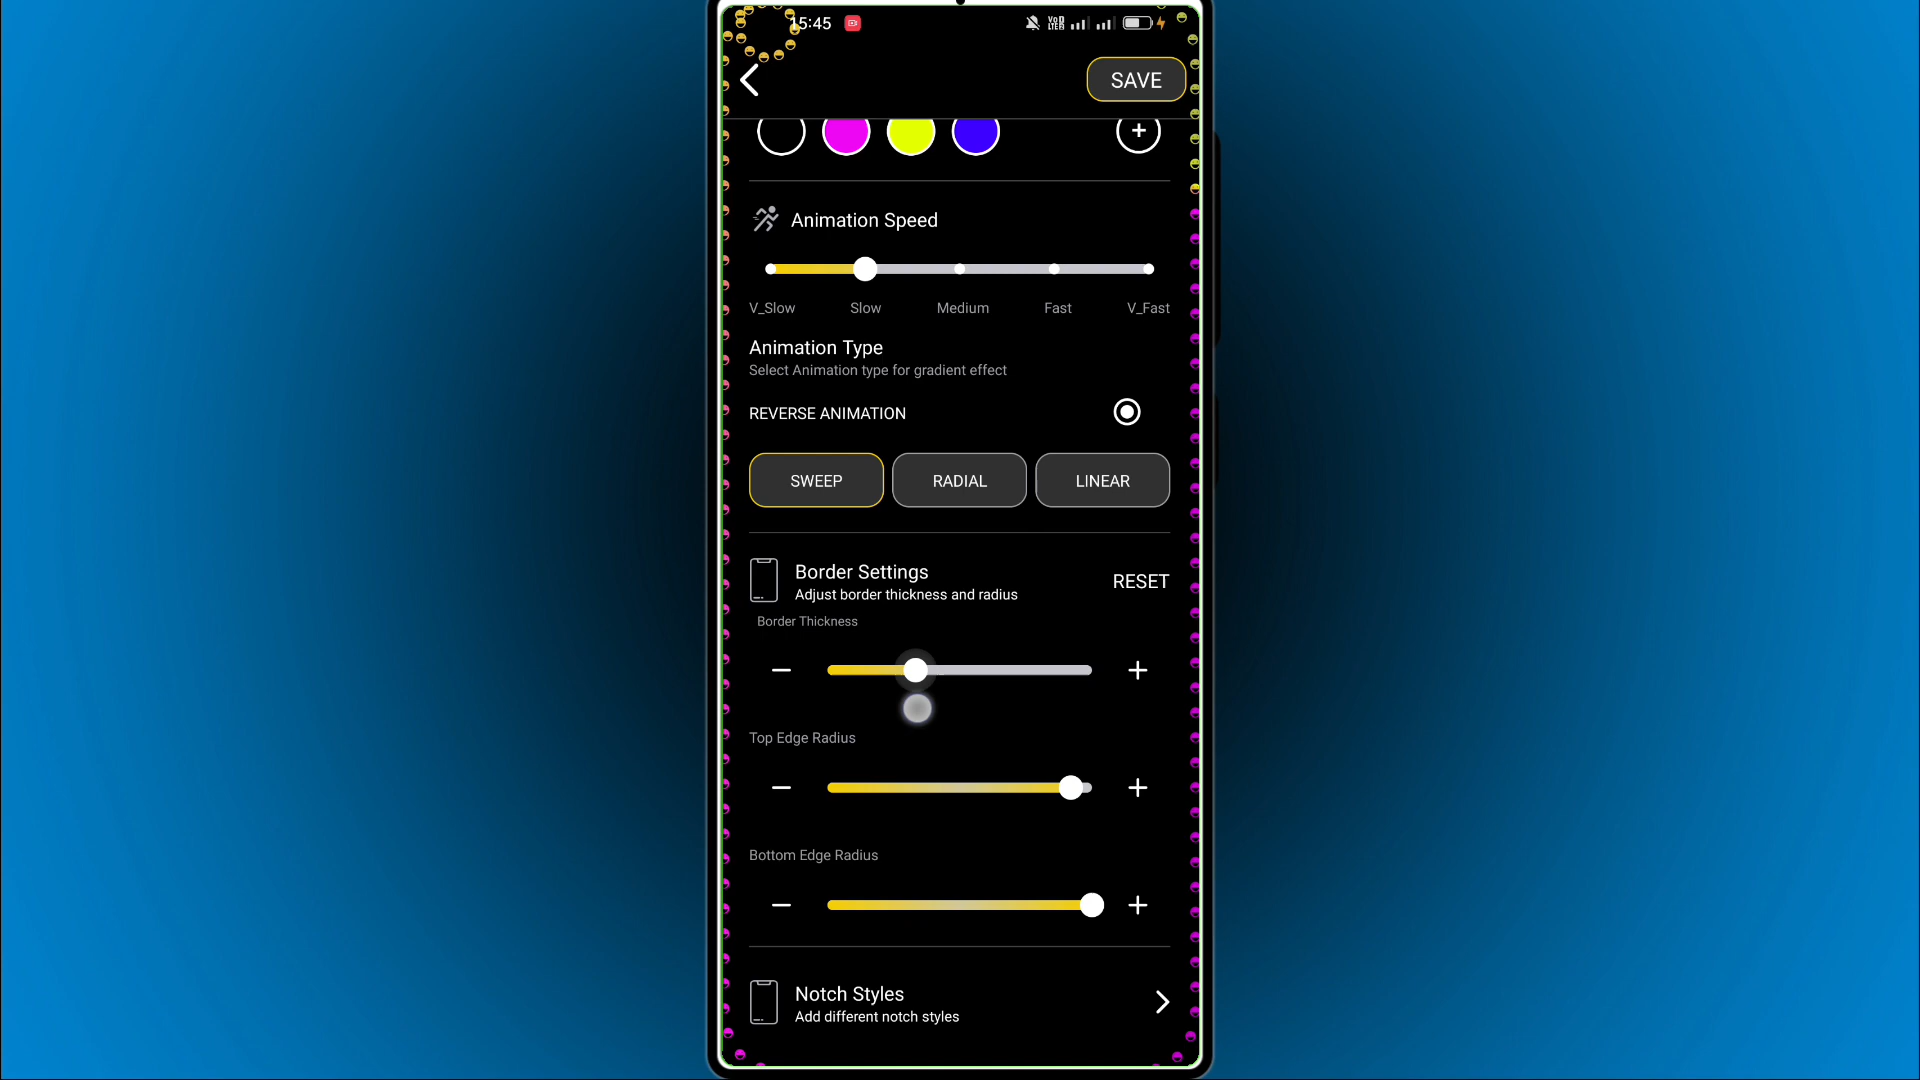 15:45
VoD
LTE
SAVE
+
Animation Speed
V_Slow Slow Medium Fast V_Fast
Animation Type
Select Animation type for gradient effect
REVERSE ANIMATION
SWEEP RADIAL LINEAR
Border Settings
RESET
Adjust border thickness and radius
Border Thickness
− +
Top Edge Radius
− +
Bottom Edge Radius
− +
Notch Styles
Add different notch styles